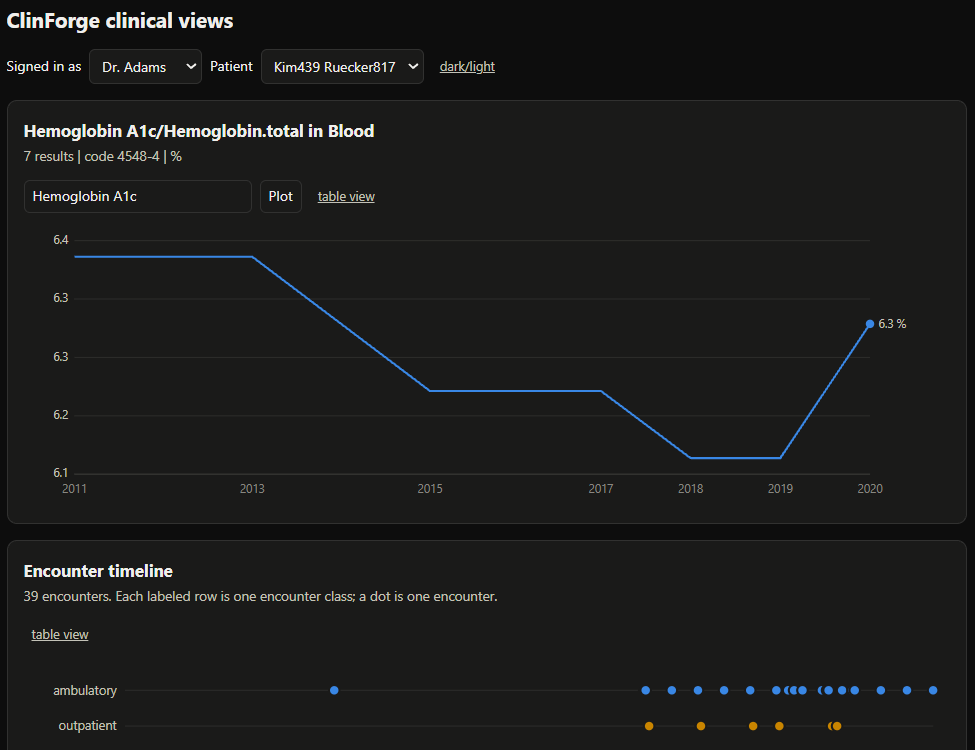 ClinForge clinical views
Signed in as Dr. Adams Patient Kim439 Ruecker817 dark/light
Hemoglobin A1c/Hemoglobin.total in Blood
7 results | code 4548-4 | %
Hemoglobin A1c Plot table view
6.4
6.3
6.3 %
6.3
6.2
6.1
2011 2013 2015 2017 2018 2019 2020
Encounter timeline
39 encounters. Each labeled row is one encounter class; a dot is one encounter.
table view
ambulatory
outpatient